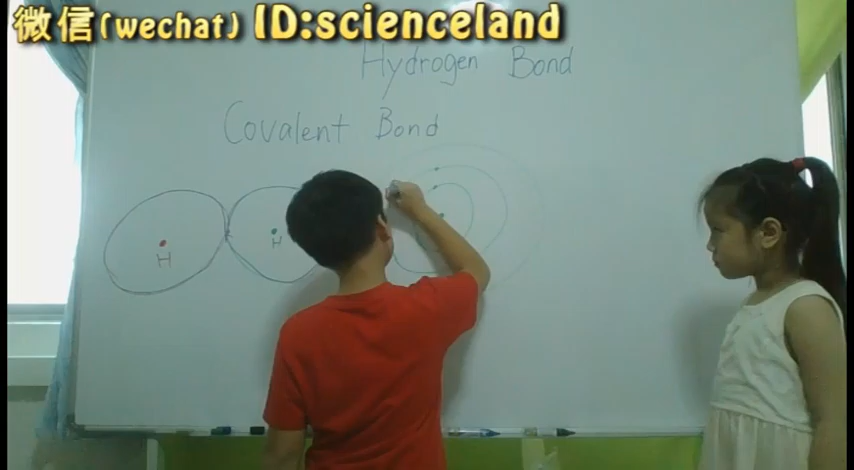 微信(wechat) ID:scienceland
Hydrogen Bond
Covalent Bond
H
H